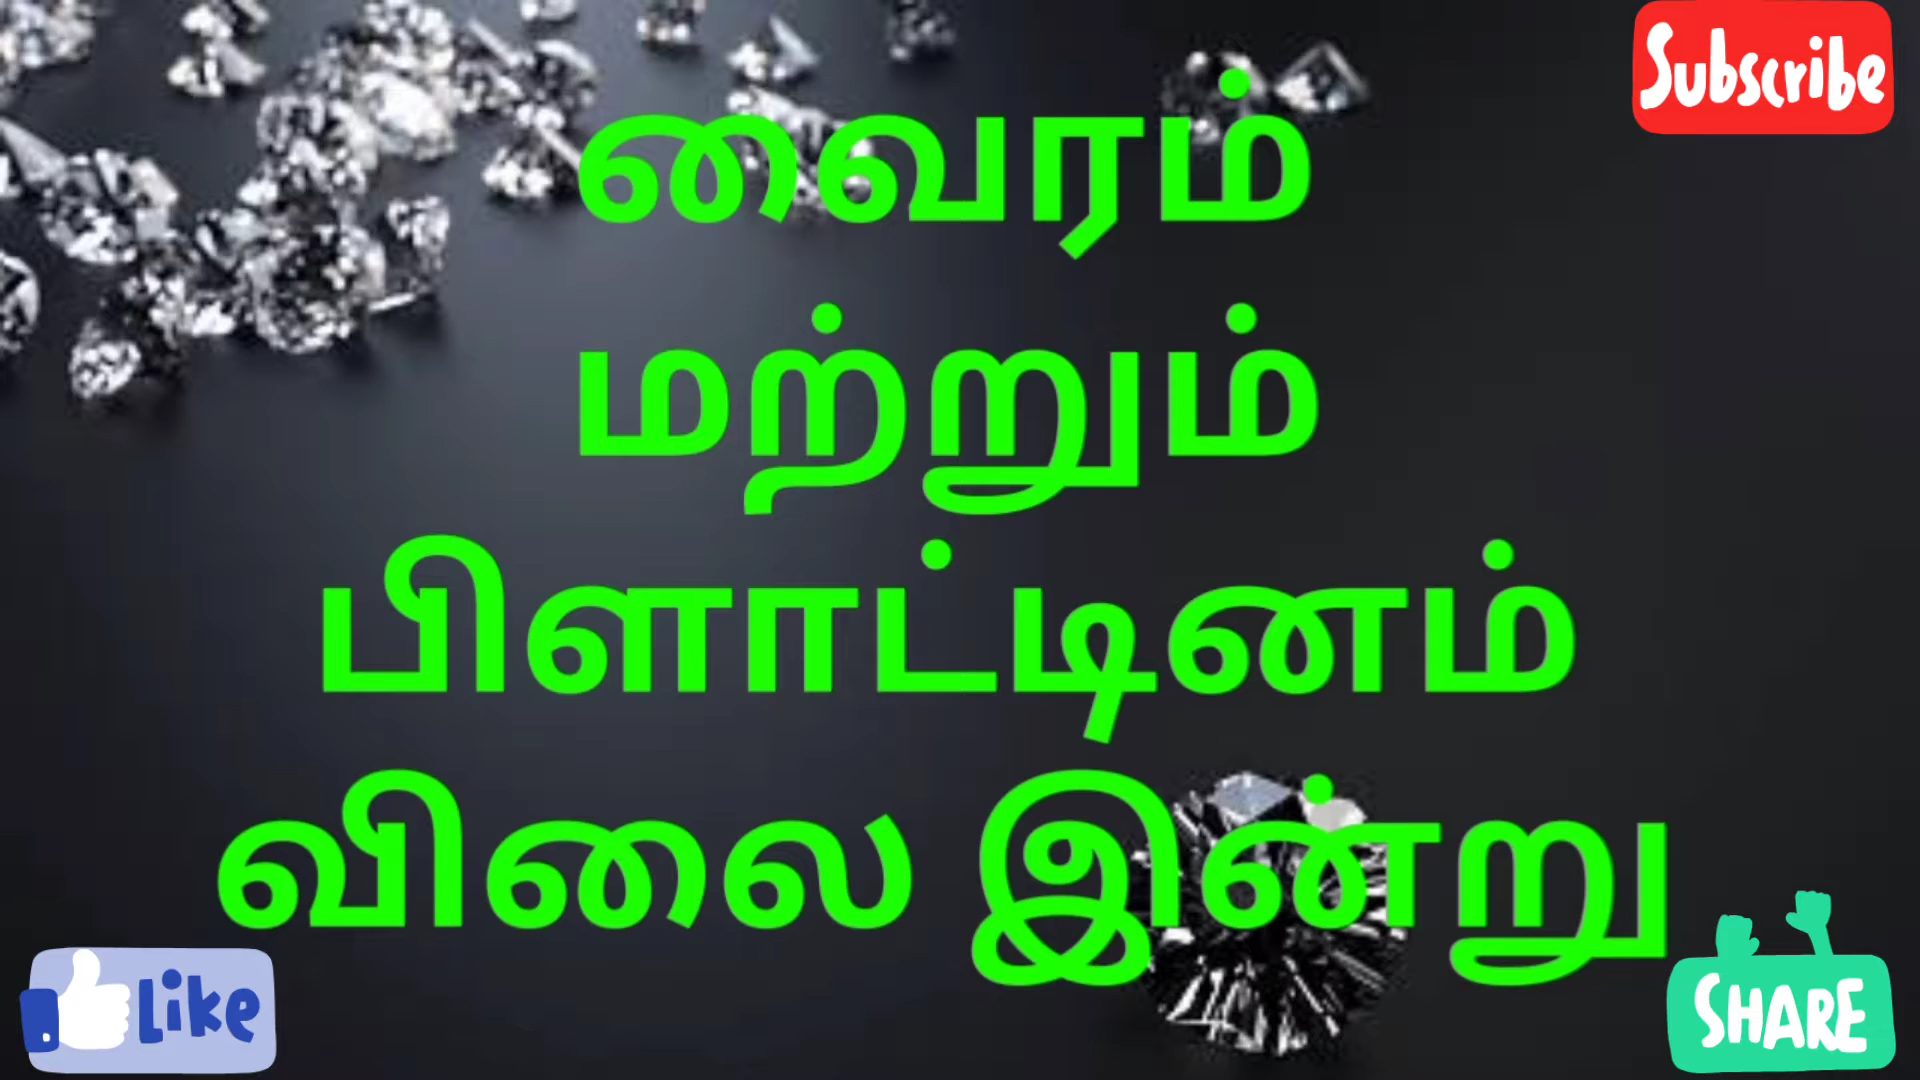 Subscribe
வைரம்
மற்றும்
பிளாட்டினம்
விலை இன்று
Like
SHARE